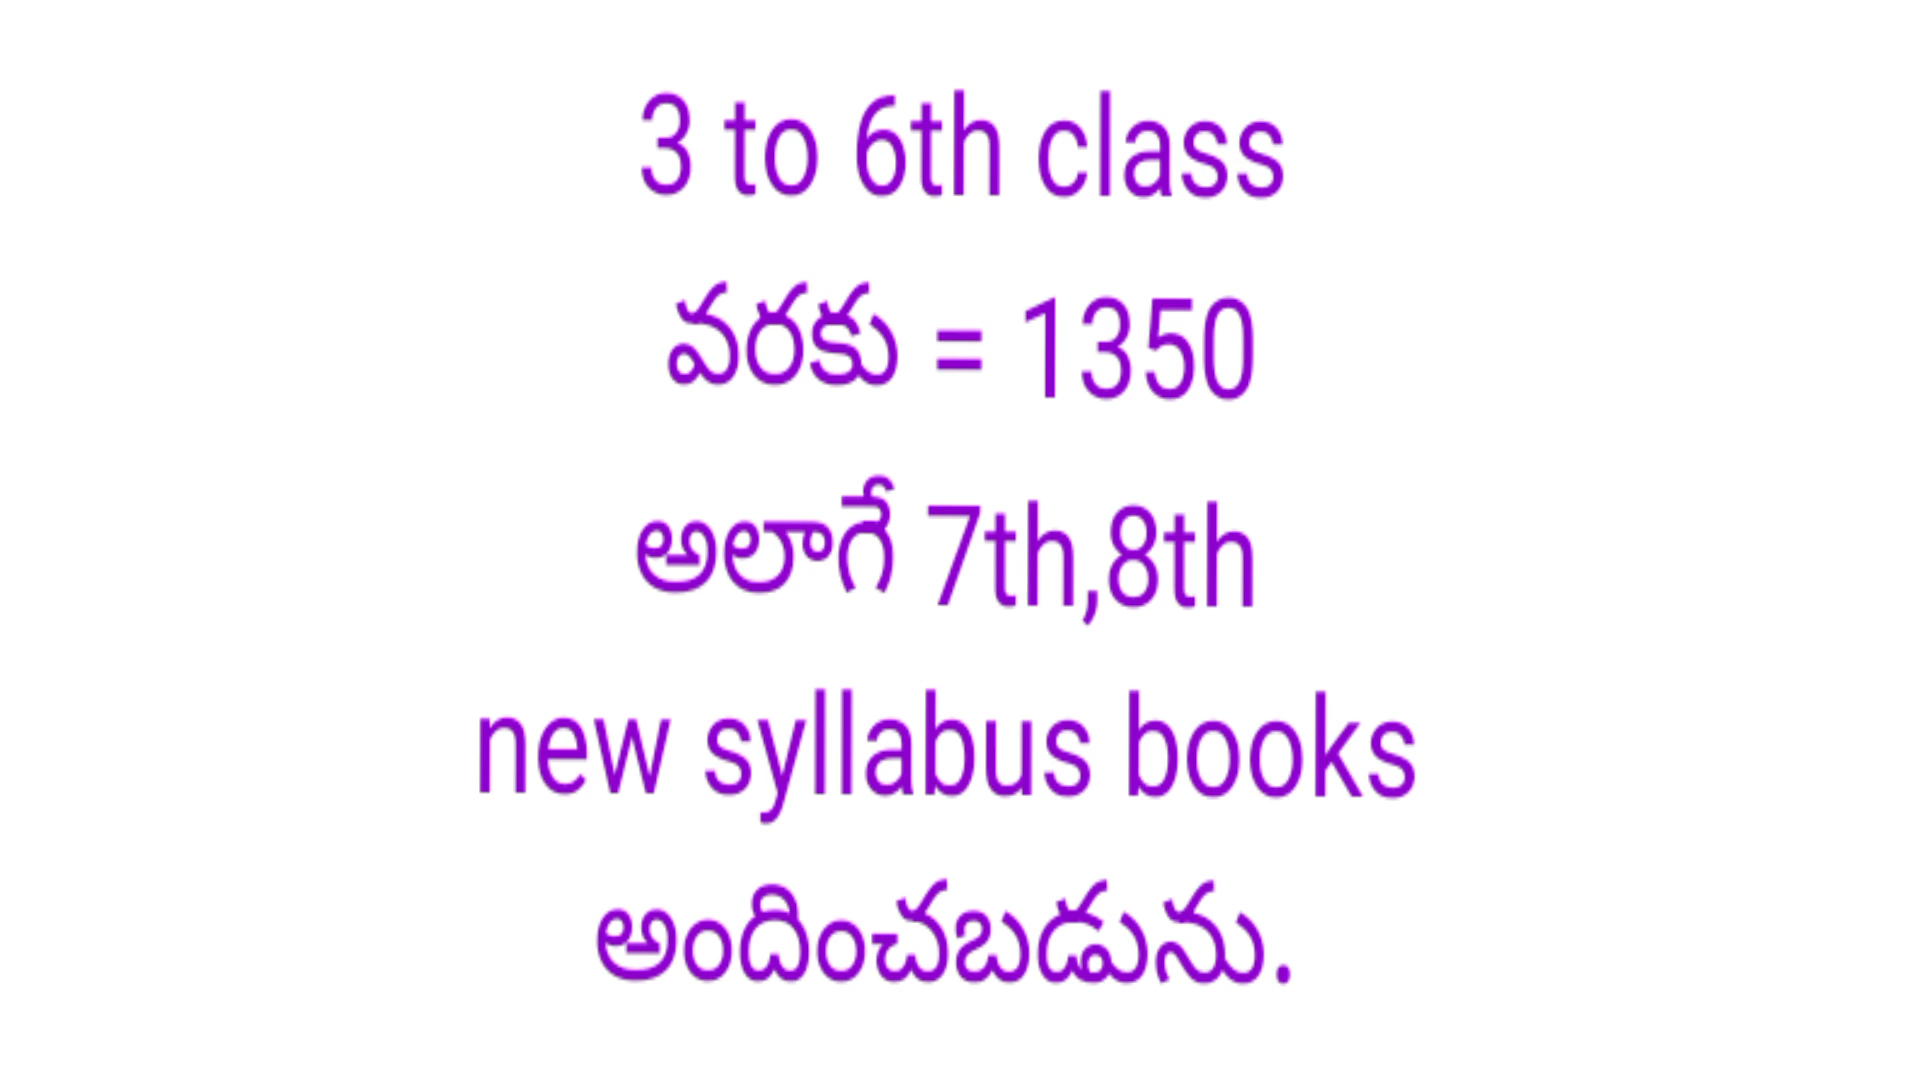 3 to 6th class
వరకు = 1350
అలాగే 7th,8th
new syllabus books
అందించబడును.